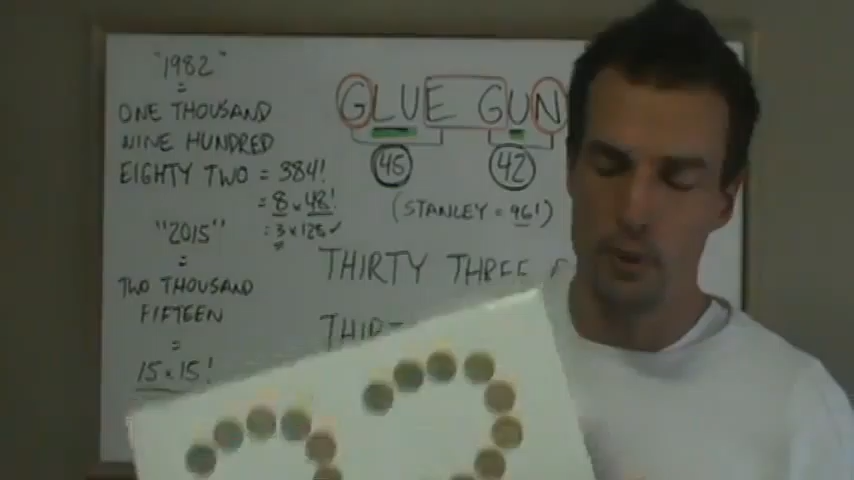 "1982"
=
ONE THOUSAND
NINE HUNDRED
EIGHTY TWO = 384!
= 8 x 48!
= 3 x 128 ✓
"2015"
=
TWO THOUSAND
FIFTEEN
=
15 x 15!
GLUE GUN
45 42
(STANLEY = 96!)
THIRTY THREE